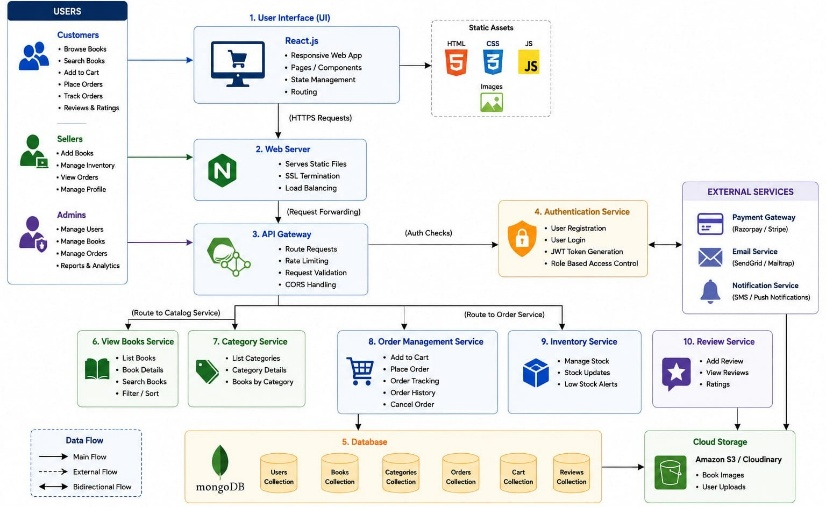 USERS
Customers
• Browse Books
• Search Books
• Add to Cart
• Place Orders
• Track Orders
• Reviews & Ratings
Sellers
• Add Books
• Manage Inventory
• View Orders
• Manage Profile
Admins
• Manage Users
• Manage Books
• Manage Orders
• Reports & Analytics
1. User Interface (UI)
React.js
• Responsive Web App
• Pages / Components
• State Management
• Routing
Static Assets
HTML
CSS
JS
5
3
JS
Images
(HTTPS Requests)
2. Web Server
N
• Serves Static Files
• SSL Termination
• Load Balancing
(Request Forwarding)
3. API Gateway
• Route Requests
• Rate Limiting
• Request Validation
• CORS Handling
(Auth Checks)
4. Authentication Service
• User Registration
• User Login
• JWT Token Generation
• Role Based Access Control
EXTERNAL SERVICES
Payment Gateway
(Razorpay / Stripe)
Email Service
(SendGrid / Mailtrap)
Notification Service
(SMS / Push Notifications)
(Route to Catalog Service)
(Route to Order Service)
6. View Books Service
• List Books
• Book Details
• Search Books
• Filter / Sort
7. Category Service
• List Categories
• Category Details
• Books by Category
8. Order Management Service
• Add to Cart
• Place Order
• Order Tracking
• Order History
• Cancel Order
9. Inventory Service
• Manage Stock
• Stock Updates
• Low Stock Alerts
10. Review Service
• Add Review
• View Reviews
• Ratings
Data Flow
Main Flow
External Flow
Bidirectional Flow
5. Database
mongoDB
Users
Collection
Books
Collection
Categories
Collection
Orders
Collection
Cart
Collection
Reviews
Collection
Cloud Storage
Amazon S3 / Cloudinary
• Book Images
• User Uploads